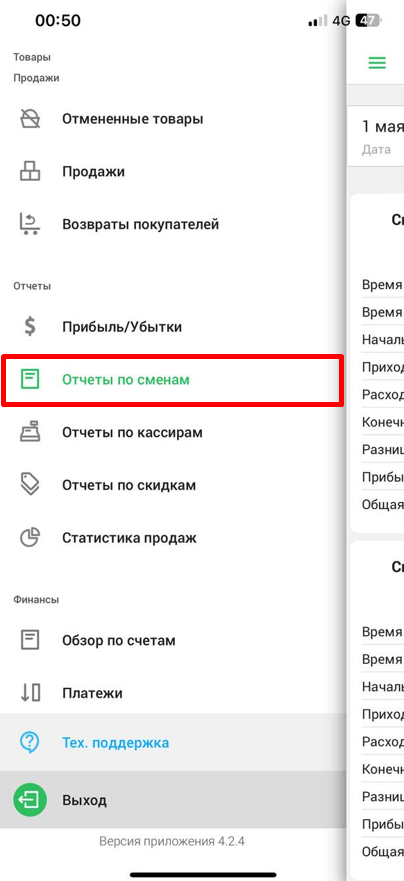 00:50
4G 47
Товары
Продажи
Отмененные товары
Продажи
Возвраты покупателей
Отчеты
Прибыль/Убытки
Отчеты по сменам
Отчеты по кассирам
Отчеты по скидкам
Статистика продаж
Финансы
Обзор по счетам
Платежи
Тех. поддержка
Выход
Версия приложения 4.2.4
1 мая
Дата
С
Время
Время
Началь
Приход
Расход
Конечн
Разниц
Прибы
Общая
С
Время
Время
Началь
Приход
Расход
Конечн
Разниц
Прибы
Общая